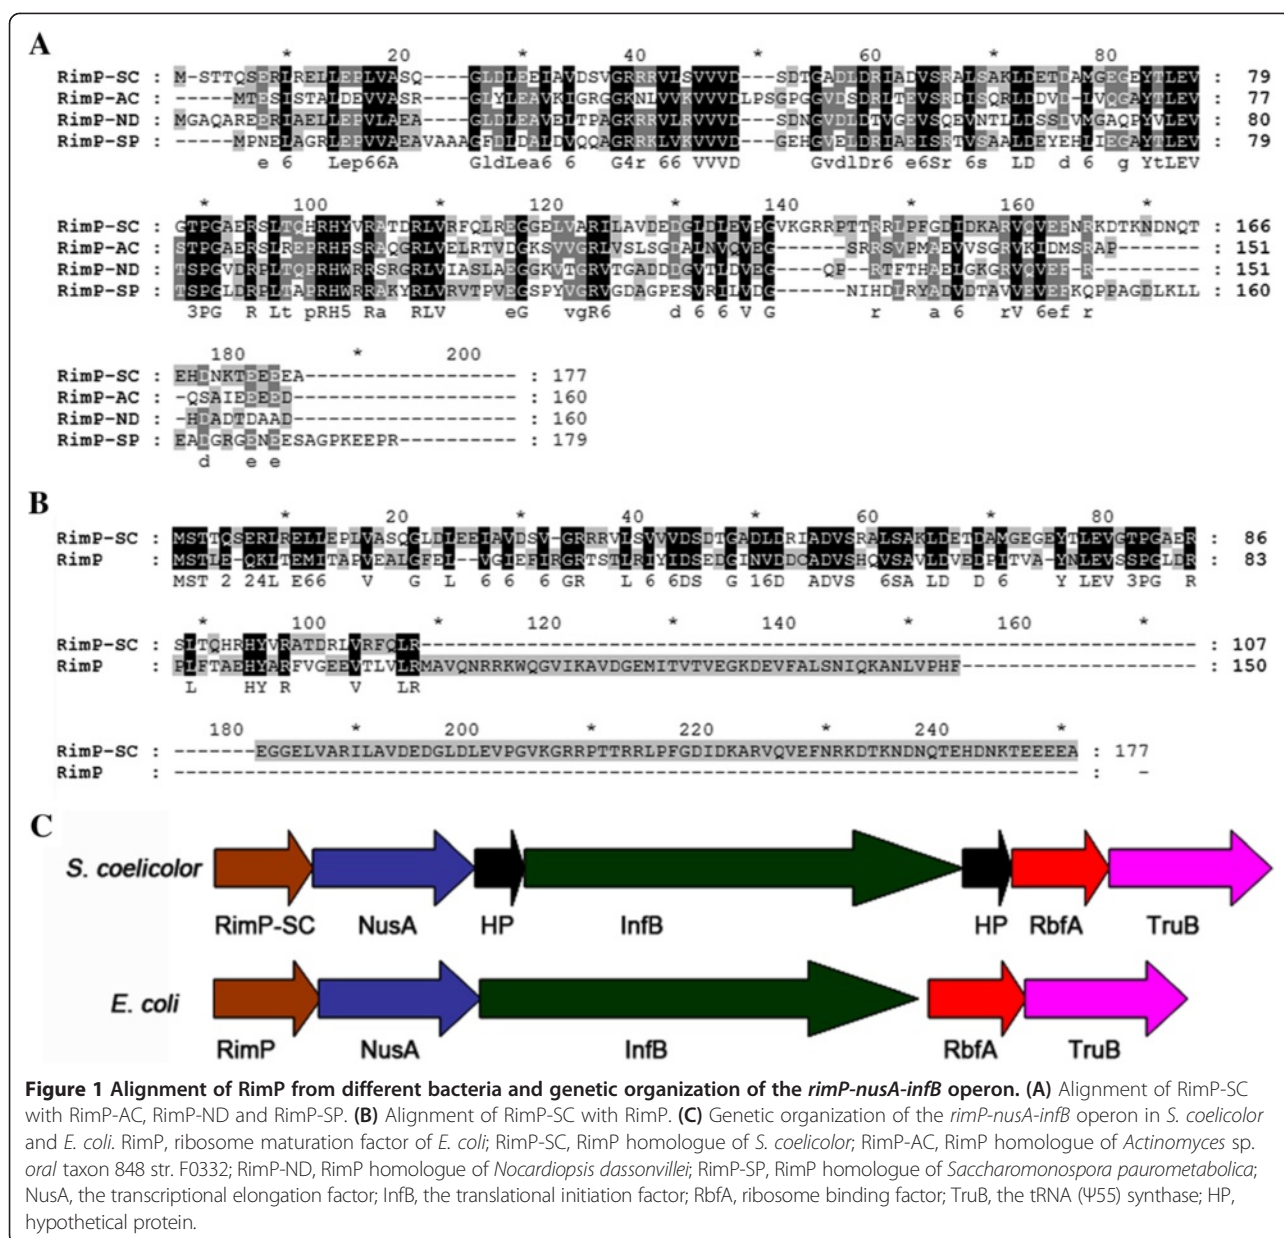 A
* 20 * 40 * 60 * 80
RimP-SC : M-STTQSERLRELLEPLVASQ----GLDLEEIAVDSVGRRRVLSVVVD---SDTGADLDRIADVSRALSAKLDETDAMGEGEYTLEV : 79
RimP-AC : -----MTESISTALDEVVASR----GLYLEAVKIGRGGKNLVVKVVVDLPSGPGGVDSDRLTEVSRDISQRLDDVD-LVQGAYTLEV : 77
RimP-ND : MGAQAREERIAELLEPVLAEA----GLDLEAVELTPAGKRRVLRVVVD---SDNGVDLDTVGEVSQEVNTLLDSSDVMGAQPYVLEV : 80
RimP-SP : -----MPNELAGRLEPVVAEAVAAAGFDLDALDVQQAGRRKLVKVVVD---GEHGVELDRIAEISRTVSAALDEYEHLIEGAYTLEV : 79
e 6 Lep66A GldLea6 6 G4r 66 VVVD GvdlDr6 e6Sr 6s LD d 6 g YtLEV
* 100 * 120 * 140 * 160 *
RimP-SC : GTPGAERSLTQHRHYVRATDRLVRFQLREGGELVARILAVDEDGLDLEVPGVKGRRPTTRRLPFGDIDKARVQVEFNRKDTKNDNQT : 166
RimP-AC : STPGAERSLREPRHFSRAQGRLVELRTVDGKSVVGRLVSLSGDALNVQVEG------SRRSVPMAEVVSGRVKIDMSRAP------- : 151
RimP-ND : TSPGVDRPLTQPRHWRRSRGRLVIASLAEGGKVTGRVTGADDDGVTLDVEG----QP-RTFTHAELGKGRVQVEF-R--------- : 151
RimP-SP : TSPGLDRPLTAPRHWRRAKYRLVRVTPVEGSPYVGRVGDAGPESVRILVDG------NIHDLRYADVDTAVVEVEFKQPPAGDLKLL : 160
3PG R Lt pRH5 Ra RLV eG vgR6 d 6 6 V G r a 6 rV 6ef r
180 * 200
RimP-SC : EHDNKTEEEEA------------------ : 177
RimP-AC : -QSAIEEEED------------------- : 160
RimP-ND : -HDADTDAAD------------------- : 160
RimP-SP : EADGRGENEESAGPKEEPR---------- : 179
d e e
B
* 20 * 40 * 60 * 80
RimP-SC : MSTTQSERLRELLEPLVASQGLDLEEIAVDSV-GRRRVLSVVVDSDTGADLDRIADVSRALSAKLDETDAMGEGEYTLEVGTPGAER : 86
RimP : MSTLE-QKLTEMITAPVEALGFEL--VGIEFIRGRTSTLRIYIDSEDGINVDDCADVSHQVSAVLDVEDPITVA-YNLEVSSPGLDR : 83
MST 2 24L E66 V G L 6 6 6 GR L 6 6DS G 16D ADVS 6SA LD D 6 Y LEV 3PG R
* 100 * 120 * 140 * 160 *
RimP-SC : SLTQHRHYVRATDRLVRFQLR------------------------------------------------------------------ : 107
RimP : PLFTAEHYARFVGEEVTLVLRMAVQNRRKWQGVIKAVDGEMITVTVEGKDEVFALSNIQKANLVPHF-------------------- : 150
L HY R V LR
180 * 200 * 220 * 240 *
RimP-SC : -------EGGELVARILAVDEDGLDLEVPGVKGRRPTTRRLPFGDIDKARVQVEFNRKDTKNDNQTEHDNKTEEEEA : 177
RimP : ----------------------------------------------------------------------------- : -
C
S. coelicolor
RimP-SC NusA HP InfB HP RbfA TruB
E. coli
RimP NusA InfB RbfA TruB
Figure 1 Alignment of RimP from different bacteria and genetic organization of the rimP-nusA-infB operon. (A) Alignment of RimP-SC
with RimP-AC, RimP-ND and RimP-SP. (B) Alignment of RimP-SC with RimP. (C) Genetic organization of the rimP-nusA-infB operon in S. coelicolor
and E. coli. RimP, ribosome maturation factor of E. coli; RimP-SC, RimP homologue of S. coelicolor; RimP-AC, RimP homologue of Actinomyces sp.
oral taxon 848 str. F0332; RimP-ND, RimP homologue of Nocardiopsis dassonvillei; RimP-SP, RimP homologue of Saccharomonospora paurometabolica;
NusA, the transcriptional elongation factor; InfB, the translational initiation factor; RbfA, ribosome binding factor; TruB, the tRNA (Ψ55) synthase; HP,
hypothetical protein.